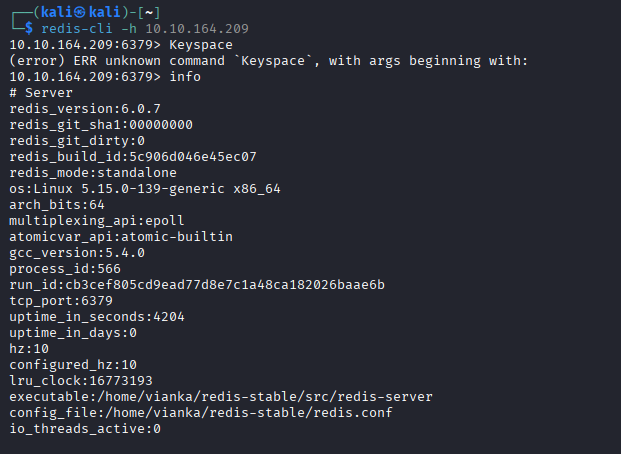 ┌──(kali㉿kali)-[~]
└─$ redis-cli -h 10.10.164.209
10.10.164.209:6379> Keyspace
(error) ERR unknown command `Keyspace`, with args beginning with:
10.10.164.209:6379> info
# Server
redis_version:6.0.7
redis_git_sha1:00000000
redis_git_dirty:0
redis_build_id:5c906d046e45ec07
redis_mode:standalone
os:Linux 5.15.0-139-generic x86_64
arch_bits:64
multiplexing_api:epoll
atomicvar_api:atomic-builtin
gcc_version:5.4.0
process_id:566
run_id:cb3cef805cd9ead77d8e7c1a48ca182026baae6b
tcp_port:6379
uptime_in_seconds:4204
uptime_in_days:0
hz:10
configured_hz:10
lru_clock:16773193
executable:/home/vianka/redis-stable/src/redis-server
config_file:/home/vianka/redis-stable/redis.conf
io_threads_active:0